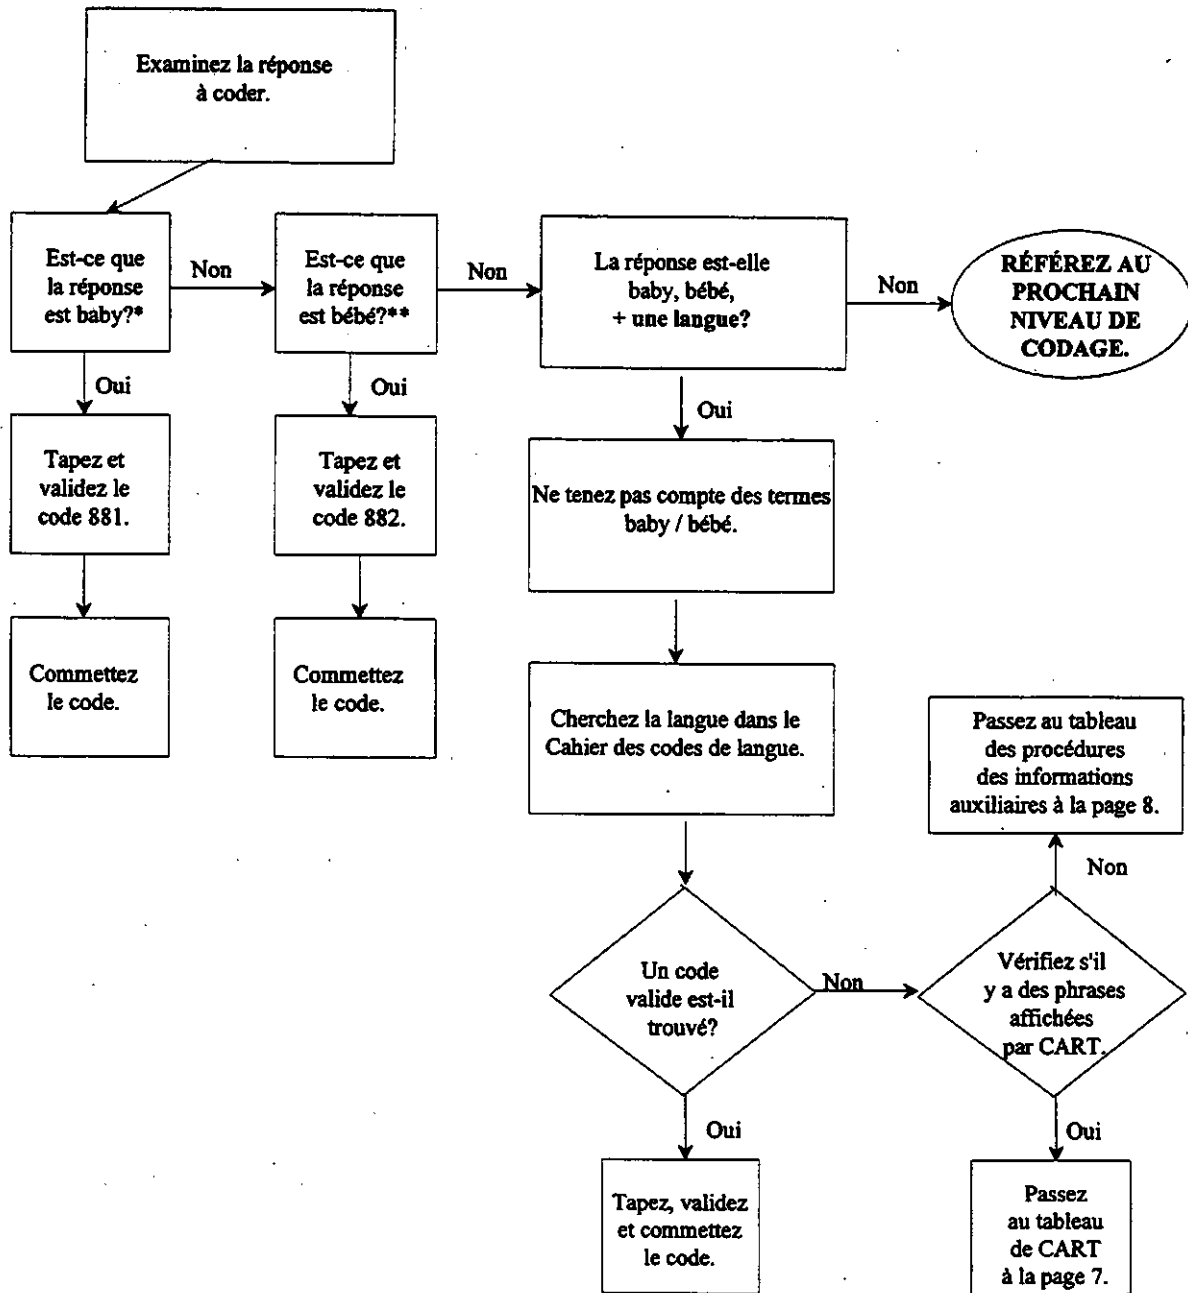 Examinez la réponse
à coder.
Est-ce que
la réponse
est baby?*
Non
Est-ce que
la réponse
est bébé?**
Non
La réponse est-elle
baby, bébé,
+ une langue?
Non
RÉFÉREZ AU
PROCHAIN
NIVEAU DE
CODAGE.
Oui
Oui
Oui
Tapez et
validez le
code 881.
Tapez et
validez le
code 882.
Ne tenez pas compte des termes
baby / bébé.
Commettez
le code.
Commettez
le code.
Cherchez la langue dans le
Cahier des codes de langue.
Passez au tableau
des procédures
des informations
auxiliaires à la page 8.
Non
Un code
valide est-il
trouvé?
Non
Vérifiez s'il
y a des phrases
affichées
par CART.
Oui
Oui
Tapez, validez
et commettez
le code.
Passez
au tableau
de CART
à la page 7.